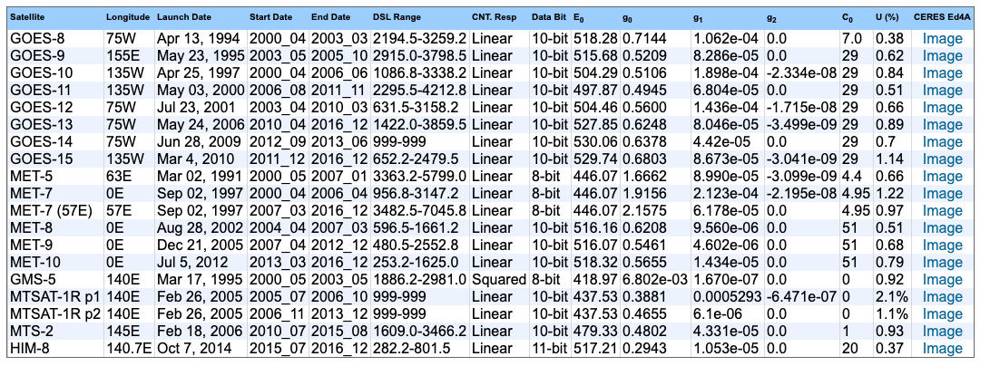 Satellite Longitude Launch Date Start Date End Date DSL Range CNT. Resp Data Bit E0 g0 g1 g2 C0 U (%) CERES Ed4A
GOES-8 75W Apr 13, 1994 2000_04 2003_03 2194.5-3259.2 Linear 10-bit 518.28 0.7144 1.062e-04 0.0 7.0 0.38 Image
GOES-9 155E May 23, 1995 2003_05 2005_10 2915.0-3798.5 Linear 10-bit 515.68 0.5209 8.286e-05 0.0 29 0.62 Image
GOES-10 135W Apr 25, 1997 2000_04 2006_06 1086.8-3338.2 Linear 10-bit 504.29 0.5106 1.898e-04 -2.334e-08 29 0.84 Image
GOES-11 135W May 03, 2000 2006_08 2011_11 2295.5-4212.8 Linear 10-bit 497.87 0.4945 6.804e-05 0.0 29 0.51 Image
GOES-12 75W Jul 23, 2001 2003_04 2010_03 631.5-3158.2 Linear 10-bit 504.46 0.5600 1.436e-04 -1.715e-08 29 0.66 Image
GOES-13 75W May 24, 2006 2010_04 2016_12 1422.0-3859.5 Linear 10-bit 527.85 0.6248 8.046e-05 -3.499e-09 29 0.89 Image
GOES-14 75W Jun 28, 2009 2012_09 2013_06 999-999 Linear 10-bit 530.06 0.6378 4.42e-05 0.0 29 0.7 Image
GOES-15 135W Mar 4, 2010 2011_12 2016_12 652.2-2479.5 Linear 10-bit 529.74 0.6803 8.673e-05 -3.041e-09 29 1.14 Image
MET-5 63E Mar 02, 1991 2000_05 2007_01 3363.2-5799.0 Linear 8-bit 446.07 1.6662 8.990e-05 -3.099e-09 4.4 0.66 Image
MET-7 0E Sep 02, 1997 2000_04 2006_04 956.8-3147.2 Linear 8-bit 446.07 1.9156 2.123e-04 -2.195e-08 4.95 1.22 Image
MET-7 (57E) 57E Sep 02, 1997 2007_03 2016_12 3482.5-7045.8 Linear 8-bit 446.07 2.1575 6.178e-05 0.0 4.95 0.97 Image
MET-8 0E Aug 28, 2002 2004_04 2007_03 596.5-1661.2 Linear 10-bit 516.16 0.6208 9.560e-06 0.0 51 0.51 Image
MET-9 0E Dec 21, 2005 2007_04 2012_12 480.5-2552.8 Linear 10-bit 516.07 0.5461 4.602e-06 0.0 51 0.68 Image
MET-10 0E Jul 5, 2012 2013_03 2016_12 253.2-1625.0 Linear 10-bit 518.32 0.5655 1.434e-05 0.0 51 0.79 Image
GMS-5 140E Mar 17, 1995 2000_05 2003_05 1886.2-2981.0 Squared 8-bit 418.97 6.802e-03 1.670e-07 0.0 0 0.92 Image
MTSAT-1R p1 140E Feb 26, 2005 2005_07 2006_10 999-999 Linear 10-bit 437.53 0.3881 0.0005293 -6.471e-07 0 2.1% Image
MTSAT-1R p2 140E Feb 26, 2005 2006_11 2013_12 999-999 Linear 10-bit 437.53 0.4655 6.1e-06 0.0 0 1.1% Image
MTS-2 145E Feb 18, 2006 2010_07 2015_08 1609.0-3466.2 Linear 10-bit 479.33 0.4802 4.331e-05 0.0 1 0.93 Image
HIM-8 140.7E Oct 7, 2014 2015_07 2016_12 282.2-801.5 Linear 11-bit 517.21 0.2943 1.053e-05 0.0 20 0.37 Image